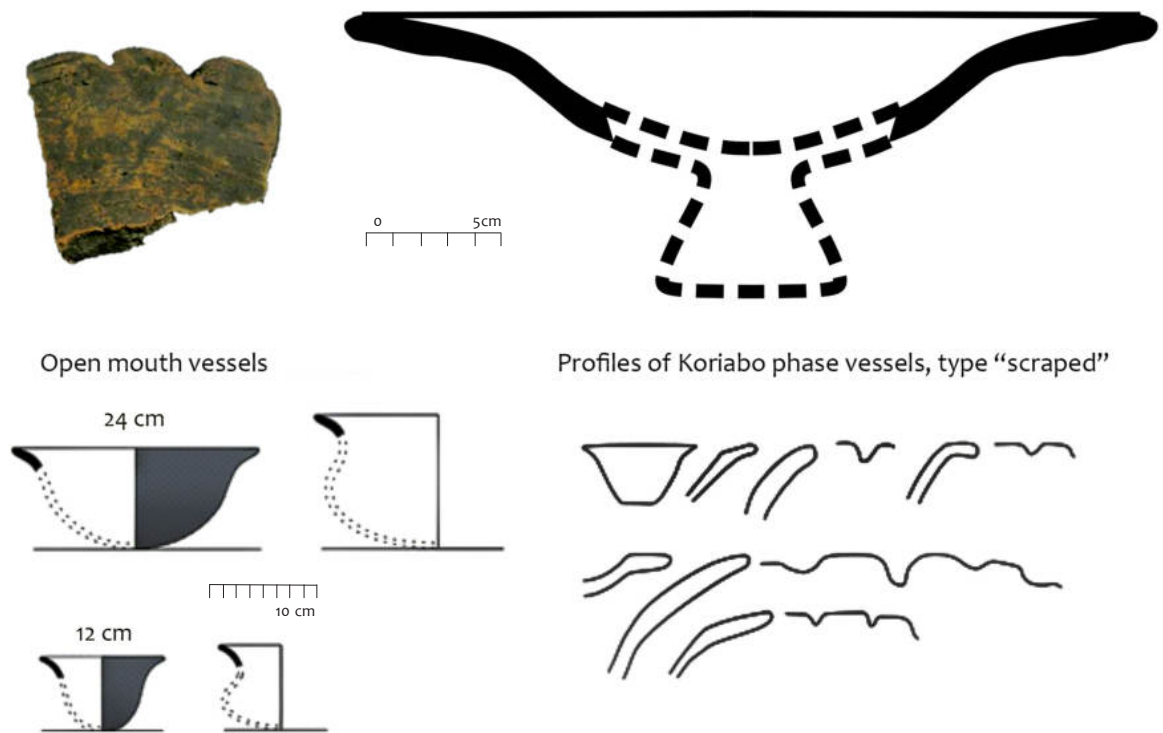 0 5cm
Open mouth vessels
Profiles of Koriabo phase vessels, type “scraped”
24 cm
10 cm
12 cm